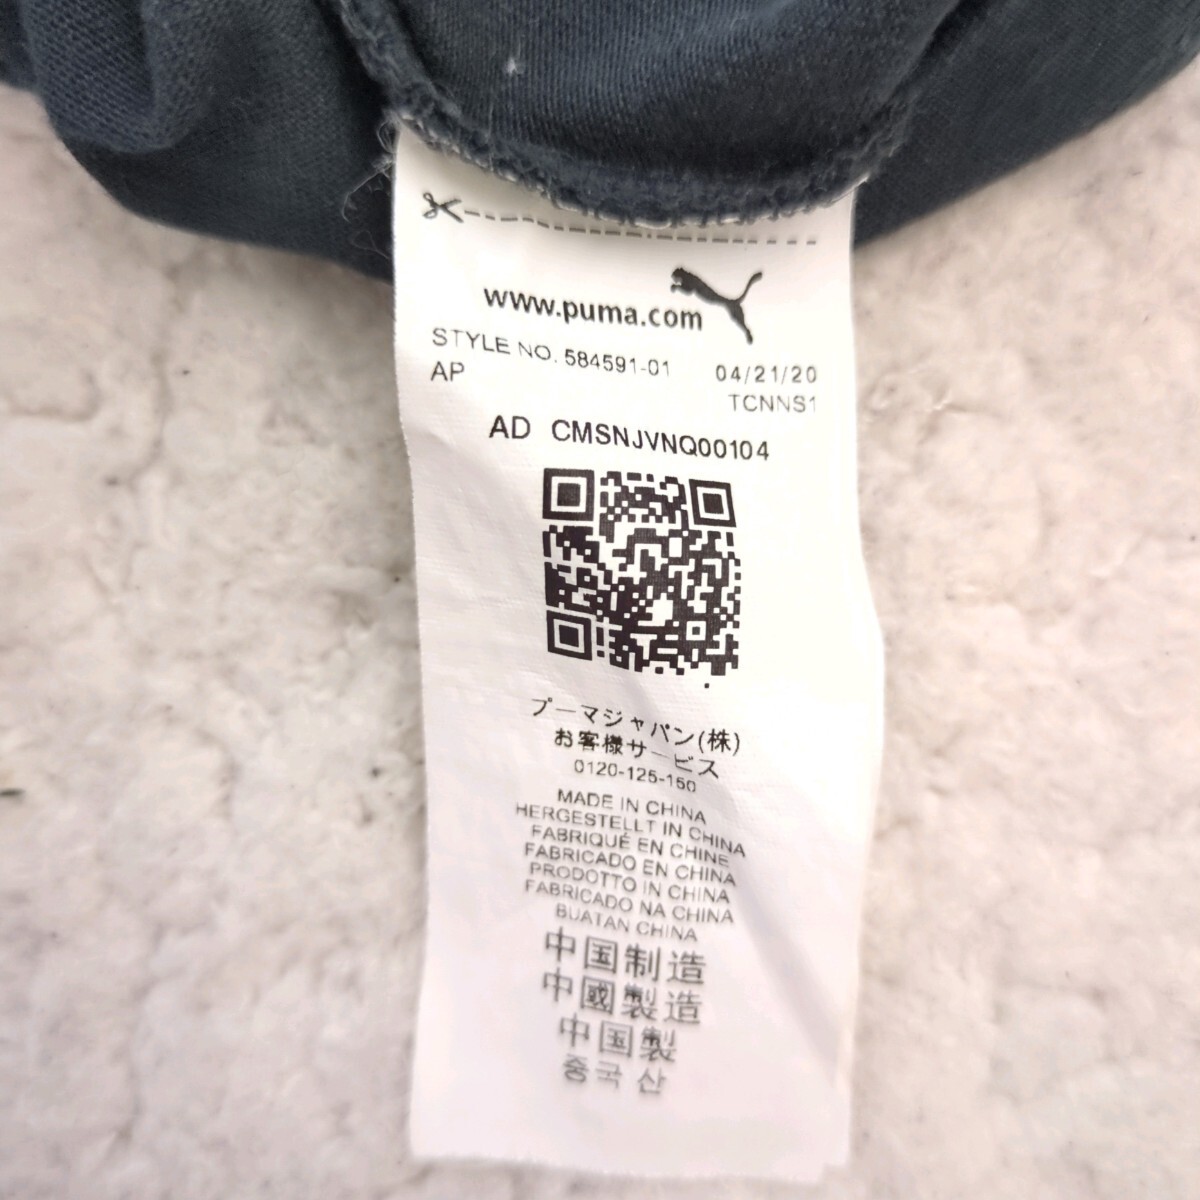 www.puma.com
STYLE NO. 584591-01 04/21/20
AP TCNNS1
AD CMSNJVNQ00104
プーマジャパン(株)
お客様サービス
0120-125-150
MADE IN CHINA
HERGESTELLT IN CHINA
FABRIQUÉ EN CHINE
FABRICADO EN CHINA
PRODOTTO IN CHINA
FABRICADO NA CHINA
BUATAN CHINA
中国制造
中國製造
中国製
중국산